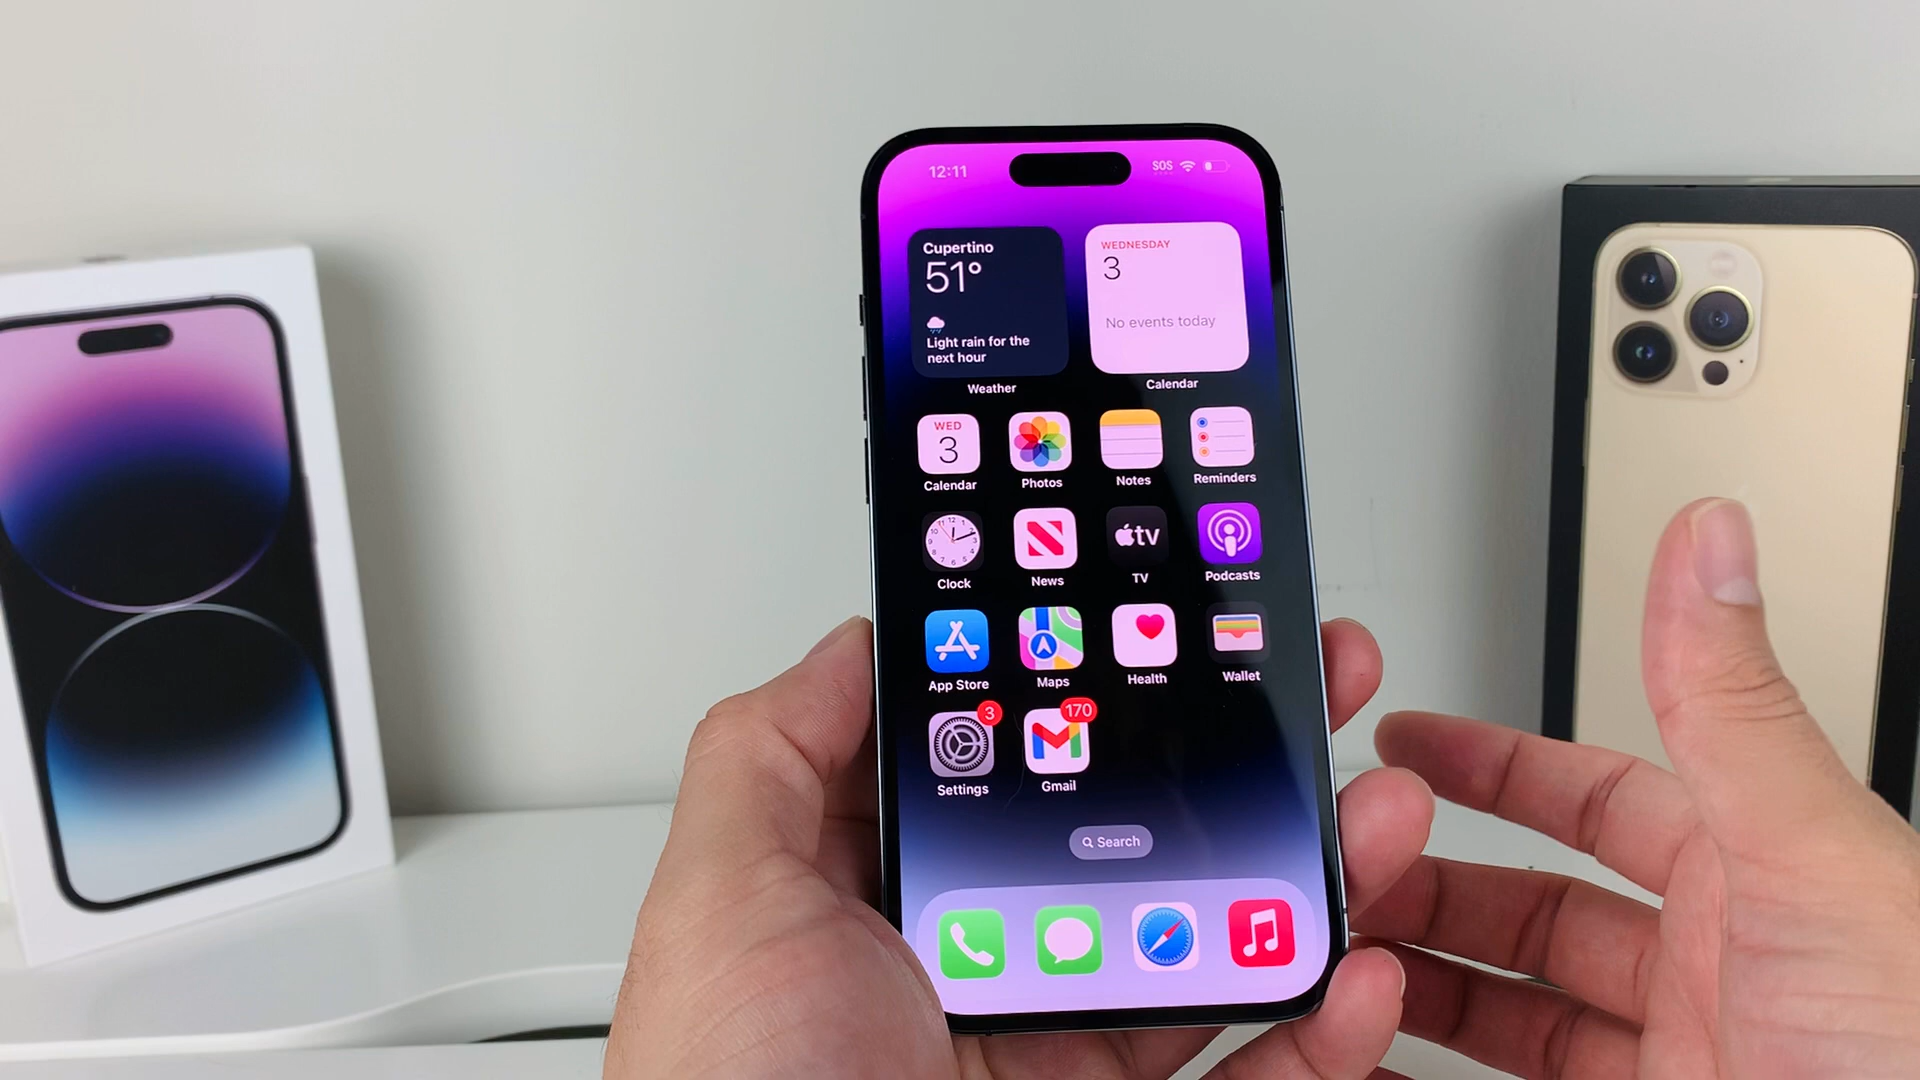 12:11
SOS
Cupertino
51°
Light rain for the
next hour
Weather
WEDNESDAY
3
No events today
Calendar
WED
3
Calendar
Photos
Notes
Reminders
Clock
News
tv
TV
Podcasts
App Store
Maps
Health
Wallet
3
Settings
170
Gmail
Search